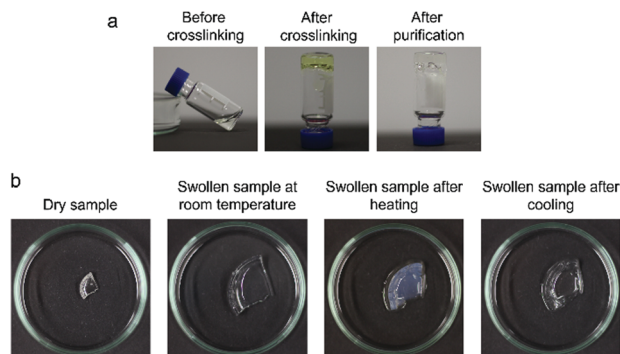 a
Before
crosslinking
After
crosslinking
After
purification
b
Dry sample
Swollen sample at
room temperature
Swollen sample after
heating
Swollen sample after
cooling